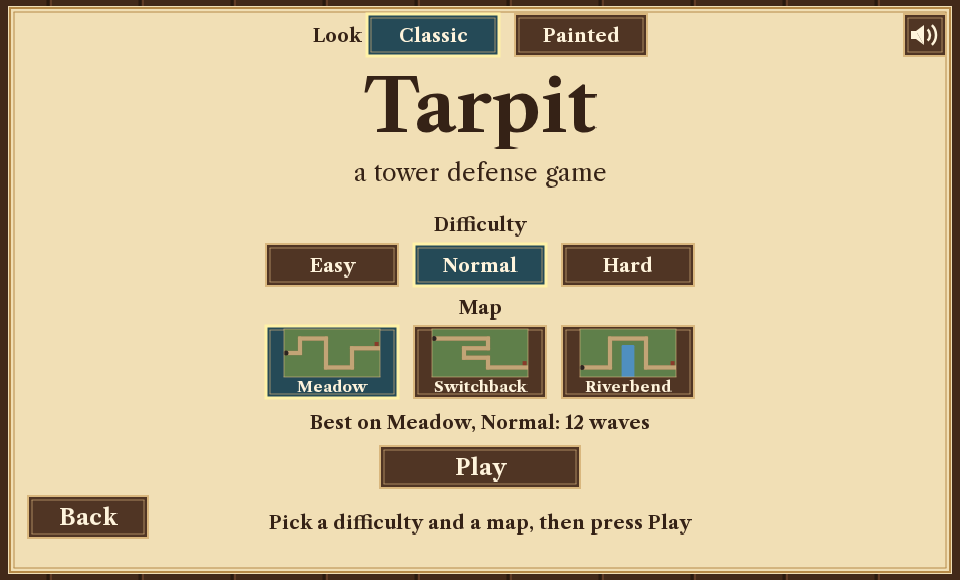 Look Classic Painted
Tarpit
a tower defense game
Difficulty
Easy Normal Hard
Map
Meadow Switchback Riverbend
Best on Meadow, Normal: 12 waves
Play
Back
Pick a difficulty and a map, then press Play